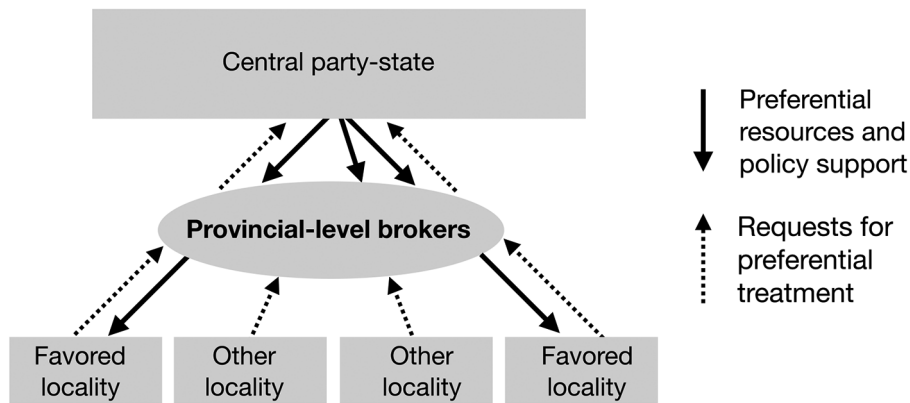 Central party-state
Preferential
resources and
policy support
Provincial-level brokers
Requests for
preferential
treatment
Favored
locality
Other
locality
Other
locality
Favored
locality